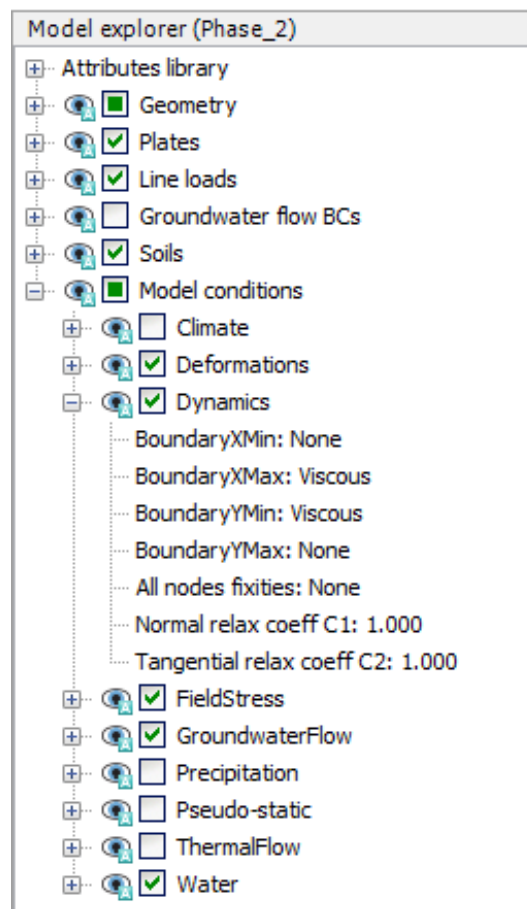 Model explorer (Phase_2)
Attributes library
Geometry
Plates
Line loads
Groundwater flow BCs
Soils
Model conditions
Climate
Deformations
Dynamics
BoundaryXMin: None
BoundaryXMax: Viscous
BoundaryYMin: Viscous
BoundaryYMax: None
All nodes fixities: None
Normal relax coeff C1: 1.000
Tangential relax coeff C2: 1.000
FieldStress
GroundwaterFlow
Precipitation
Pseudo-static
ThermalFlow
Water